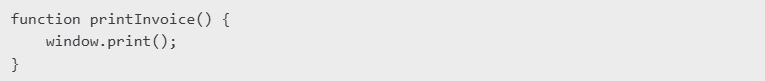 function printInvoice() {
    window.print();
}